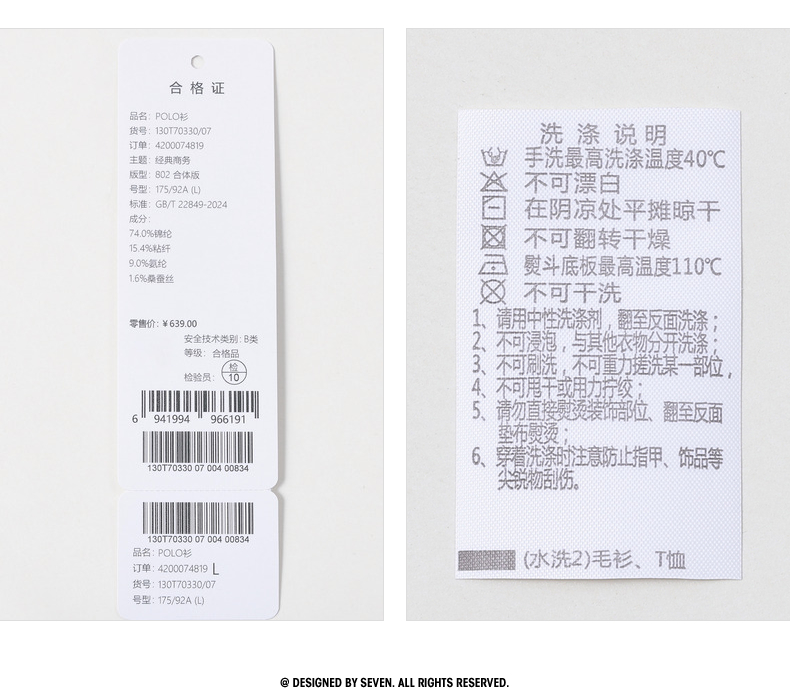 合格证
品名：POLO衫
货号：130T70330/07
订单：4200074819
主题：经典商务
版型：802 合体版
号型：175/92A (L)
标准：GB/T 22849-2024
成分：
74.0%锦纶
15.4%粘纤
9.0%氨纶
1.6%桑蚕丝
零售价：¥639.00
安全技术类别：B类
等级：合格品
检验员：检 10
6 941994 966191
130T70330 07 004 00834
130T70330 07 004 00834
品名：POLO衫
订单：4200074819 L
货号：130T70330/07
号型：175/92A (L)
洗涤说明
手洗最高洗涤温度40℃
不可漂白
在阴凉处平摊晾干
不可翻转干燥
熨斗底板最高温度110℃
不可干洗
1、请用中性洗涤剂，翻至反面洗涤；
2、不可浸泡，与其他衣物分开洗涤；
3、不可刷洗，不可重力搓洗某一部位，
4、不可甩干或用力拧绞；
5、请勿直接熨烫装饰部位、翻至反面
垫布熨烫；
6、穿着洗涤时注意防止指甲、饰品等
尖锐物刮伤。
(水洗2)毛衫、T恤
@ DESIGNED BY SEVEN. ALL RIGHTS RESERVED.